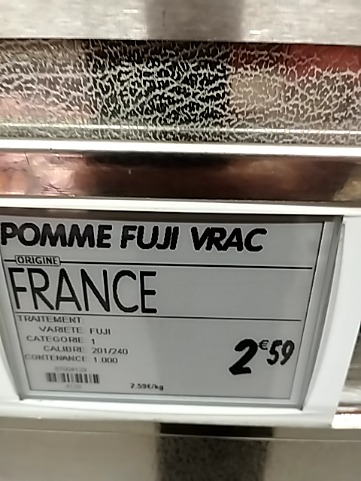 POMME FUJI VRAC
ORIGINE
FRANCE
TRAITEMENT
VARIETE FUJI
CATEGORIE 1
CALIBRE 201/240
CONTENANCE 1.000
2€59
2.59€/kg